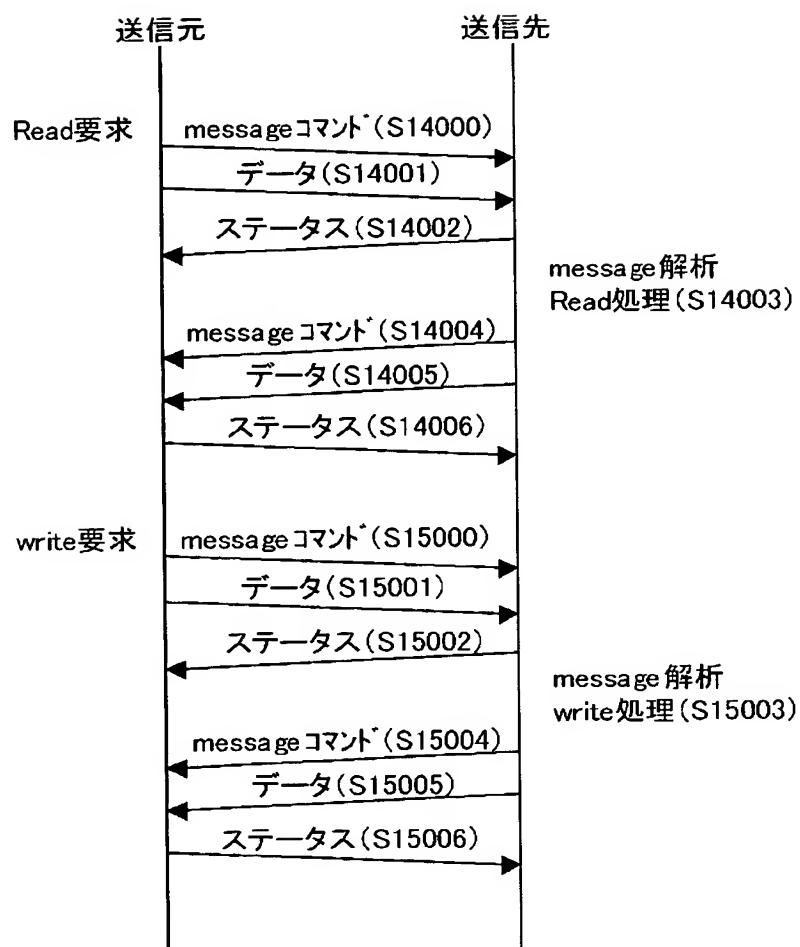 送信元 送信先
Read要求 messageコマンド(S14000)
データ(S14001)
ステータス(S14002)
message解析
Read処理(S14003)
messageコマンド(S14004)
データ(S14005)
ステータス(S14006)
write要求 messageコマンド(S15000)
データ(S15001)
ステータス(S15002)
message解析
write処理(S15003)
messageコマンド(S15004)
データ(S15005)
ステータス(S15006)